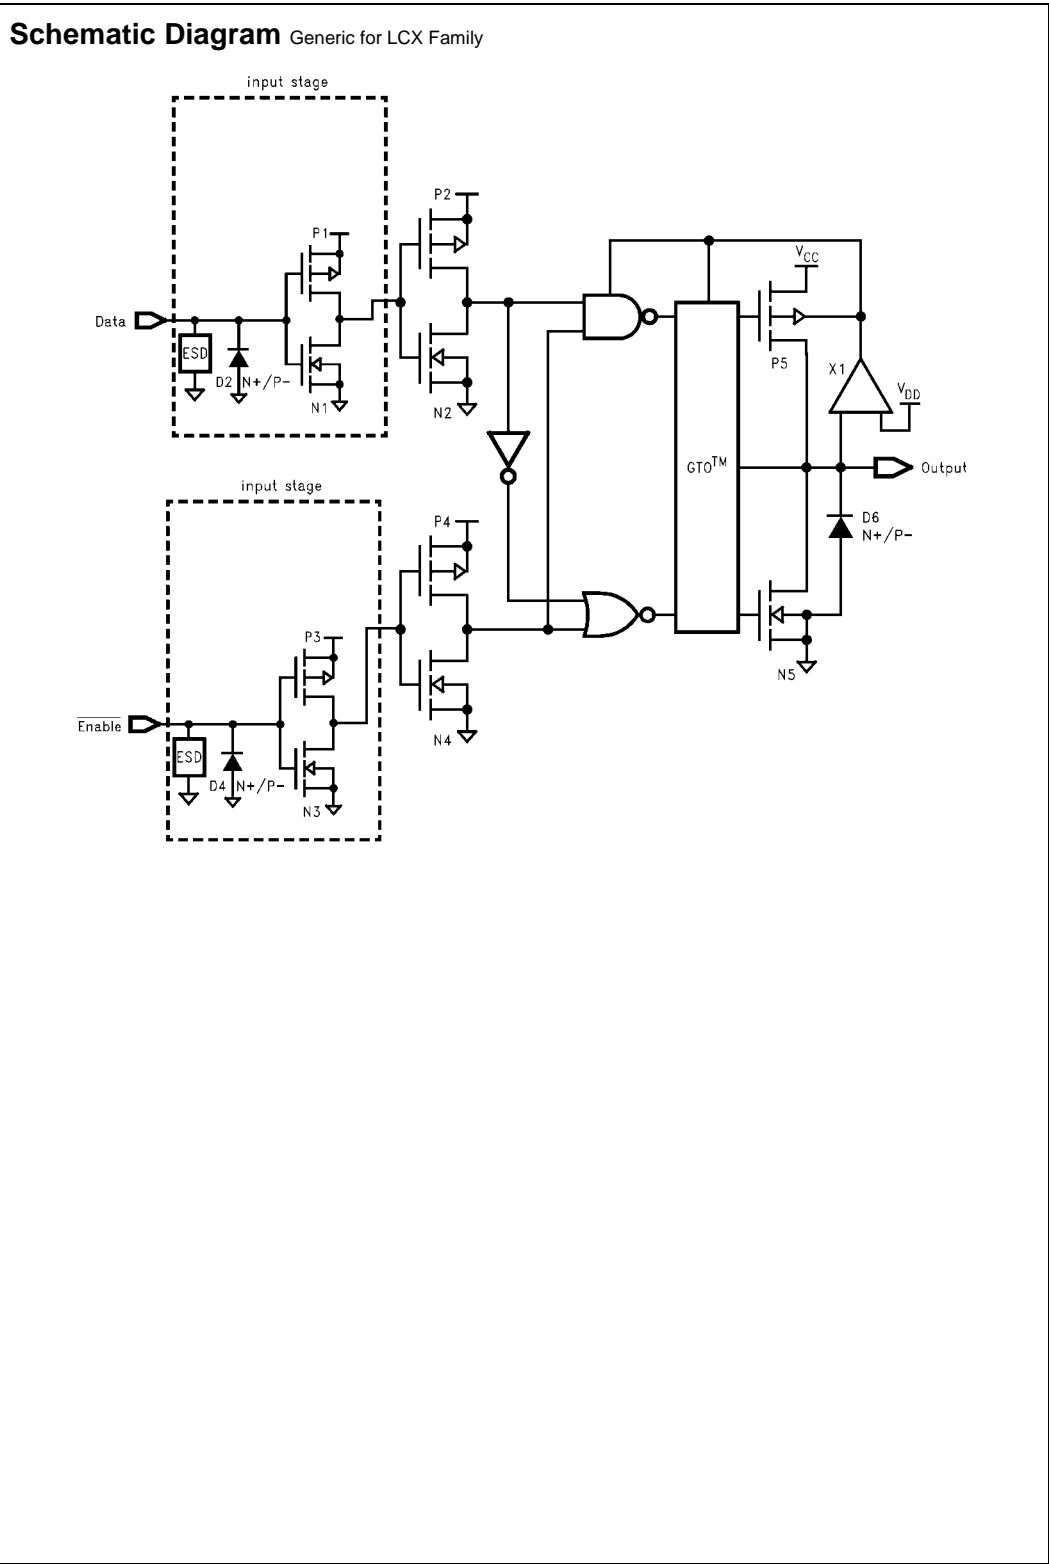 Schematic Diagram Generic for LCX Family
input stage
P2
P1
VCC
Data
ESD
D2 N+/P-
N1
N2
P5
X1
VDD
GTO™
Output
input stage
P4
D6
N+/P-
P3
N5
Enable
ESD
D4 N+/P-
N3
N4